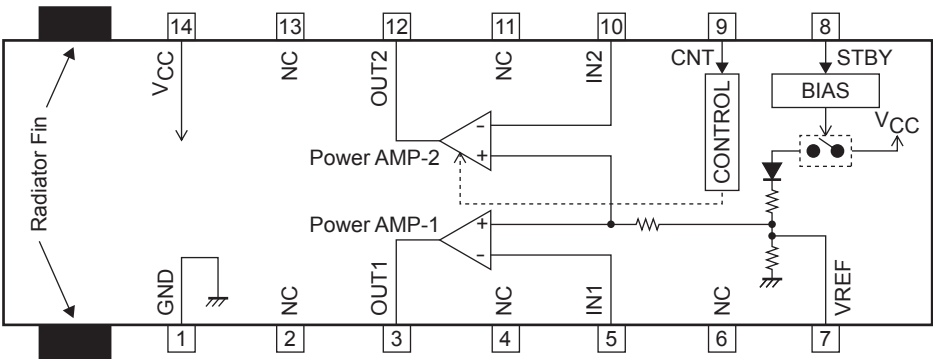 14 13 12 11 10 9 8
VCC
NC
OUT2
NC
IN2
CNT
STBY
BIAS
CONTROL
VCC
Radiator Fin
Power AMP-2
-
+
Power AMP-1
+
-
GND
NC
OUT1
NC
IN1
NC
VREF
1 2 3 4 5 6 7